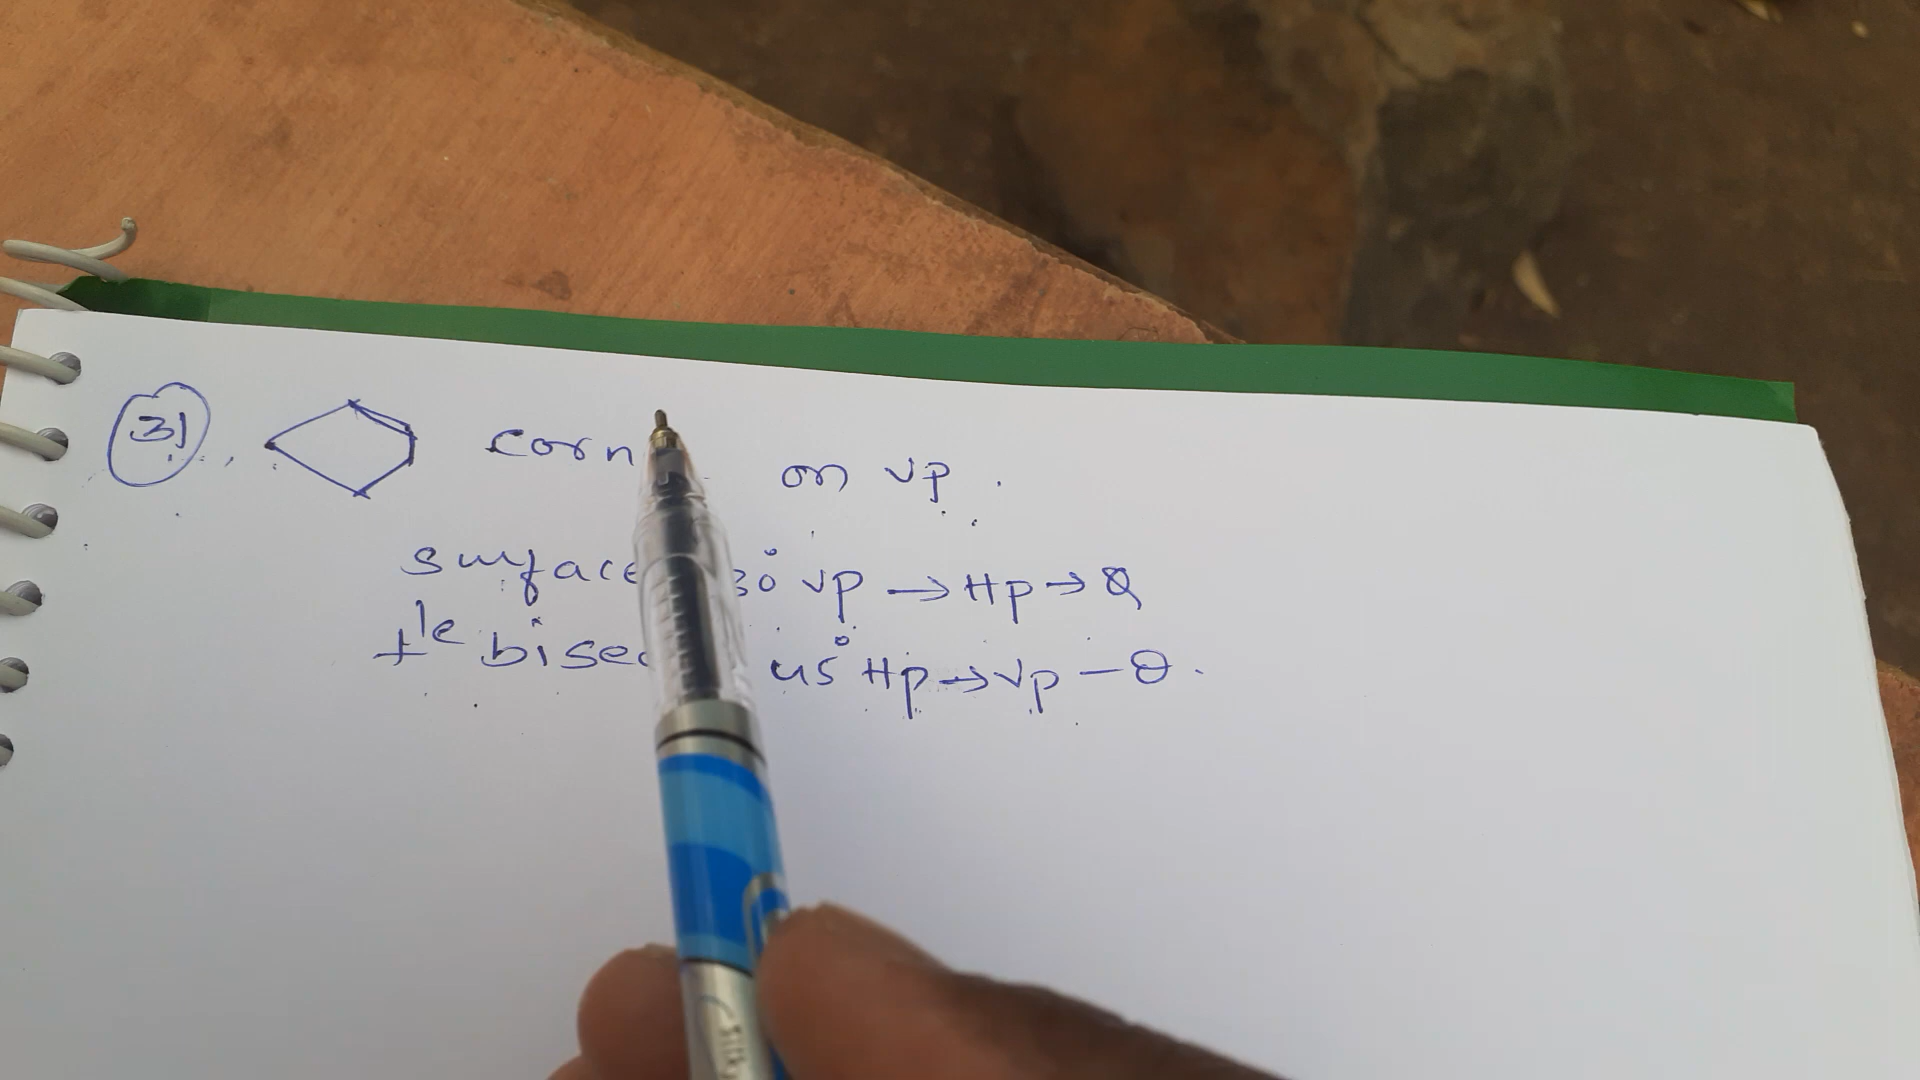 31 corn on vp.
surface 30° vp → Hp → θ
⊥le bisec 45° Hp → vp – θ.